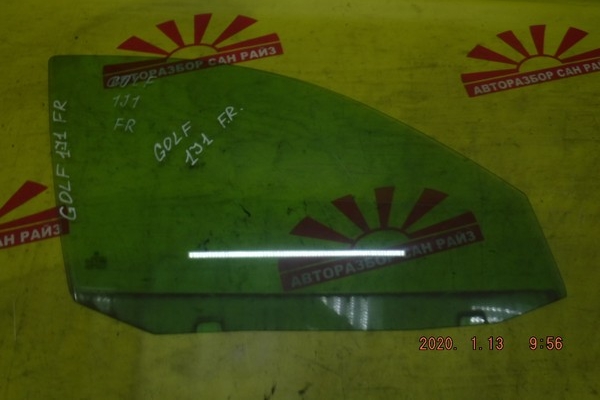 АВТОРАЗБОР САН РАЙЗ
АВТОРАЗБОР САН РАЙЗ
GOLF
1J1
FR
GOLF
1J1 FR.
GOLF 1J1 FR
АН РАЙЗ
АВТОРАЗБОР САН РАЙЗ
2020. 1.13 9:56